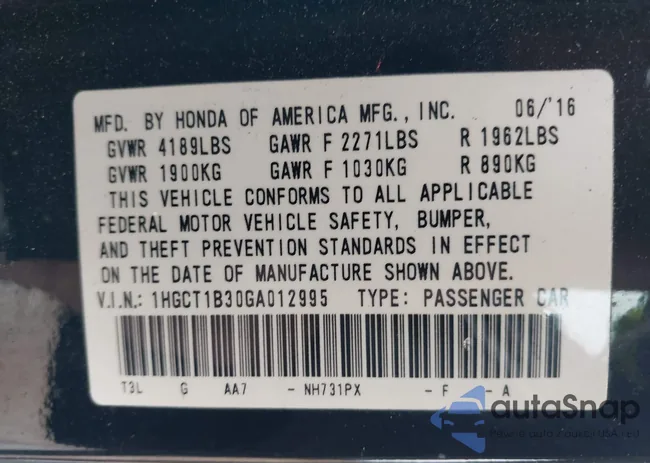 MFD. BY HONDA OF AMERICA MFG., INC. 06/'16
GVWR 4189LBS GAWR F 2271LBS R 1962LBS
GVWR 1900KG GAWR F 1030KG R 890KG
THIS VEHICLE CONFORMS TO ALL APPLICABLE
FEDERAL MOTOR VEHICLE SAFETY, BUMPER,
AND THEFT PREVENTION STANDARDS IN EFFECT
ON THE DATE OF MANUFACTURE SHOWN ABOVE.
V.I.N.: 1HGCT1B30GA012995 TYPE: PASSENGER CAR
T3L G AA7 - NH731PX - F - A
autaSnap